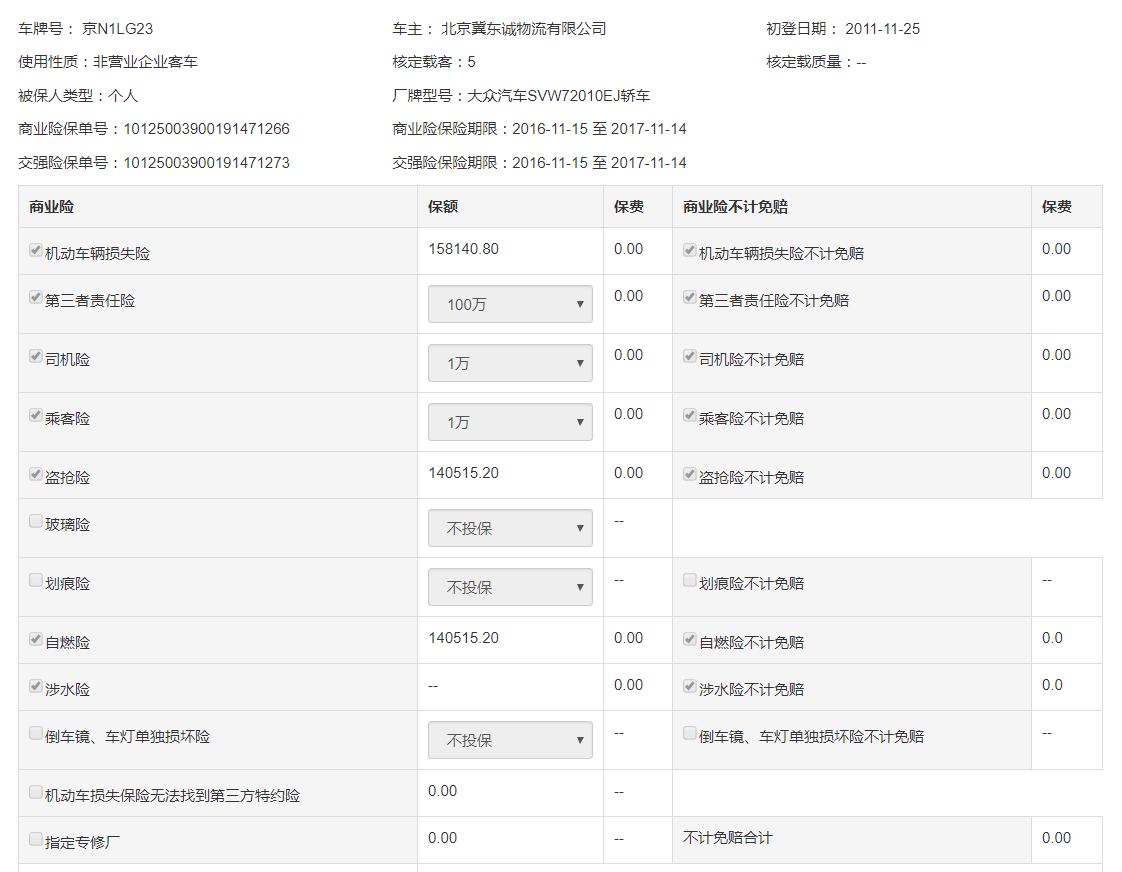 车牌号： 京N1LG23 车主： 北京冀东诚物流有限公司 初登日期： 2011-11-25
使用性质：非营业企业客车 核定载客：5 核定载质量：--
被保人类型：个人 厂牌型号：大众汽车SVW72010EJ轿车
商业险保单号：10125003900191471266 商业险保险期限：2016-11-15 至 2017-11-14
交强险保单号：10125003900191471273 交强险保险期限：2016-11-15 至 2017-11-14
商业险 保额 保费 商业险不计免赔 保费
机动车辆损失险 158140.80 0.00 机动车辆损失险不计免赔 0.00
第三者责任险 100万 0.00 第三者责任险不计免赔 0.00
司机险 1万 0.00 司机险不计免赔 0.00
乘客险 1万 0.00 乘客险不计免赔 0.00
盗抢险 140515.20 0.00 盗抢险不计免赔 0.00
玻璃险 不投保 --
划痕险 不投保 -- 划痕险不计免赔 --
自燃险 140515.20 0.00 自燃险不计免赔 0.0
涉水险 -- 0.00 涉水险不计免赔 0.0
倒车镜、车灯单独损坏险 不投保 -- 倒车镜、车灯单独损坏险不计免赔 --
机动车损失保险无法找到第三方特约险 0.00 --
指定专修厂 0.00 -- 不计免赔合计 0.00